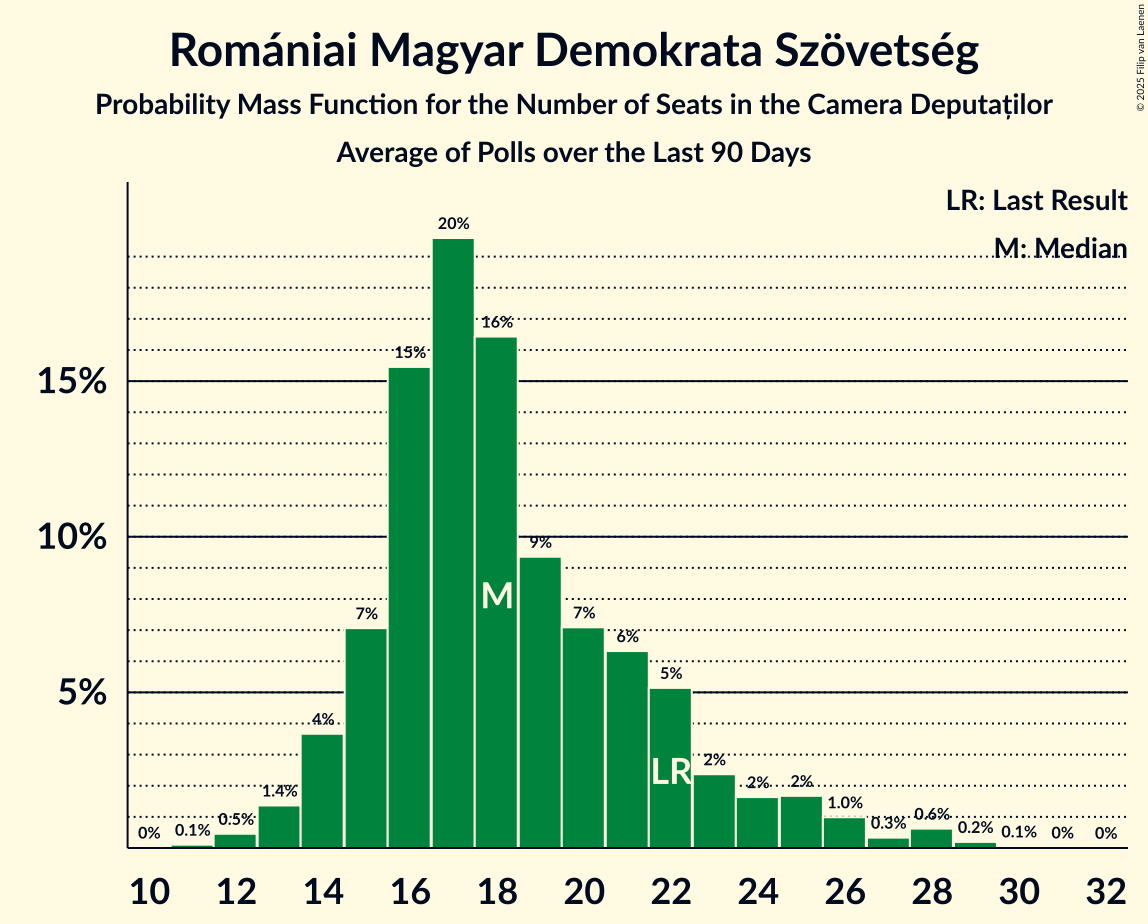 Romániai Magyar Demokrata Szövetség
Probability Mass Function for the Number of Seats in the Camera Deputaților
Average of Polls over the Last 90 Days
© 2025 Filip van Laenen
LR: Last Result
M: Median
15%
10%
5%
0%
0.1%
0.5%
1.4%
4%
7%
15%
20%
16%
9%
7%
6%
5%
2%
2%
2%
1.0%
0.3%
0.6%
0.2%
0.1%
0%
0%
M
LR
10 12 14 16 18 20 22 24 26 28 30 32